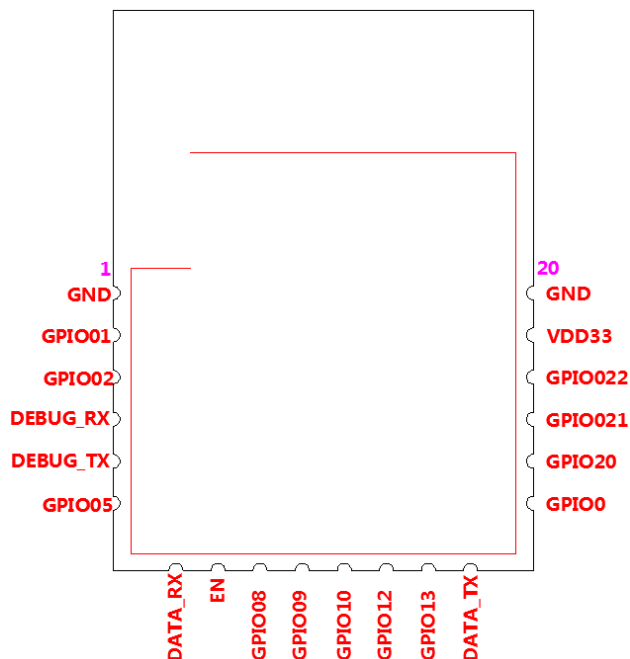 1
GND
GPIO01
GPIO02
DEBUG_RX
DEBUG_TX
GPIO05
DATA_RX
EN
GPIO08
GPIO09
GPIO10
GPIO12
GPIO13
DATA_TX
20
GND
VDD33
GPIO022
GPIO021
GPIO20
GPIO0